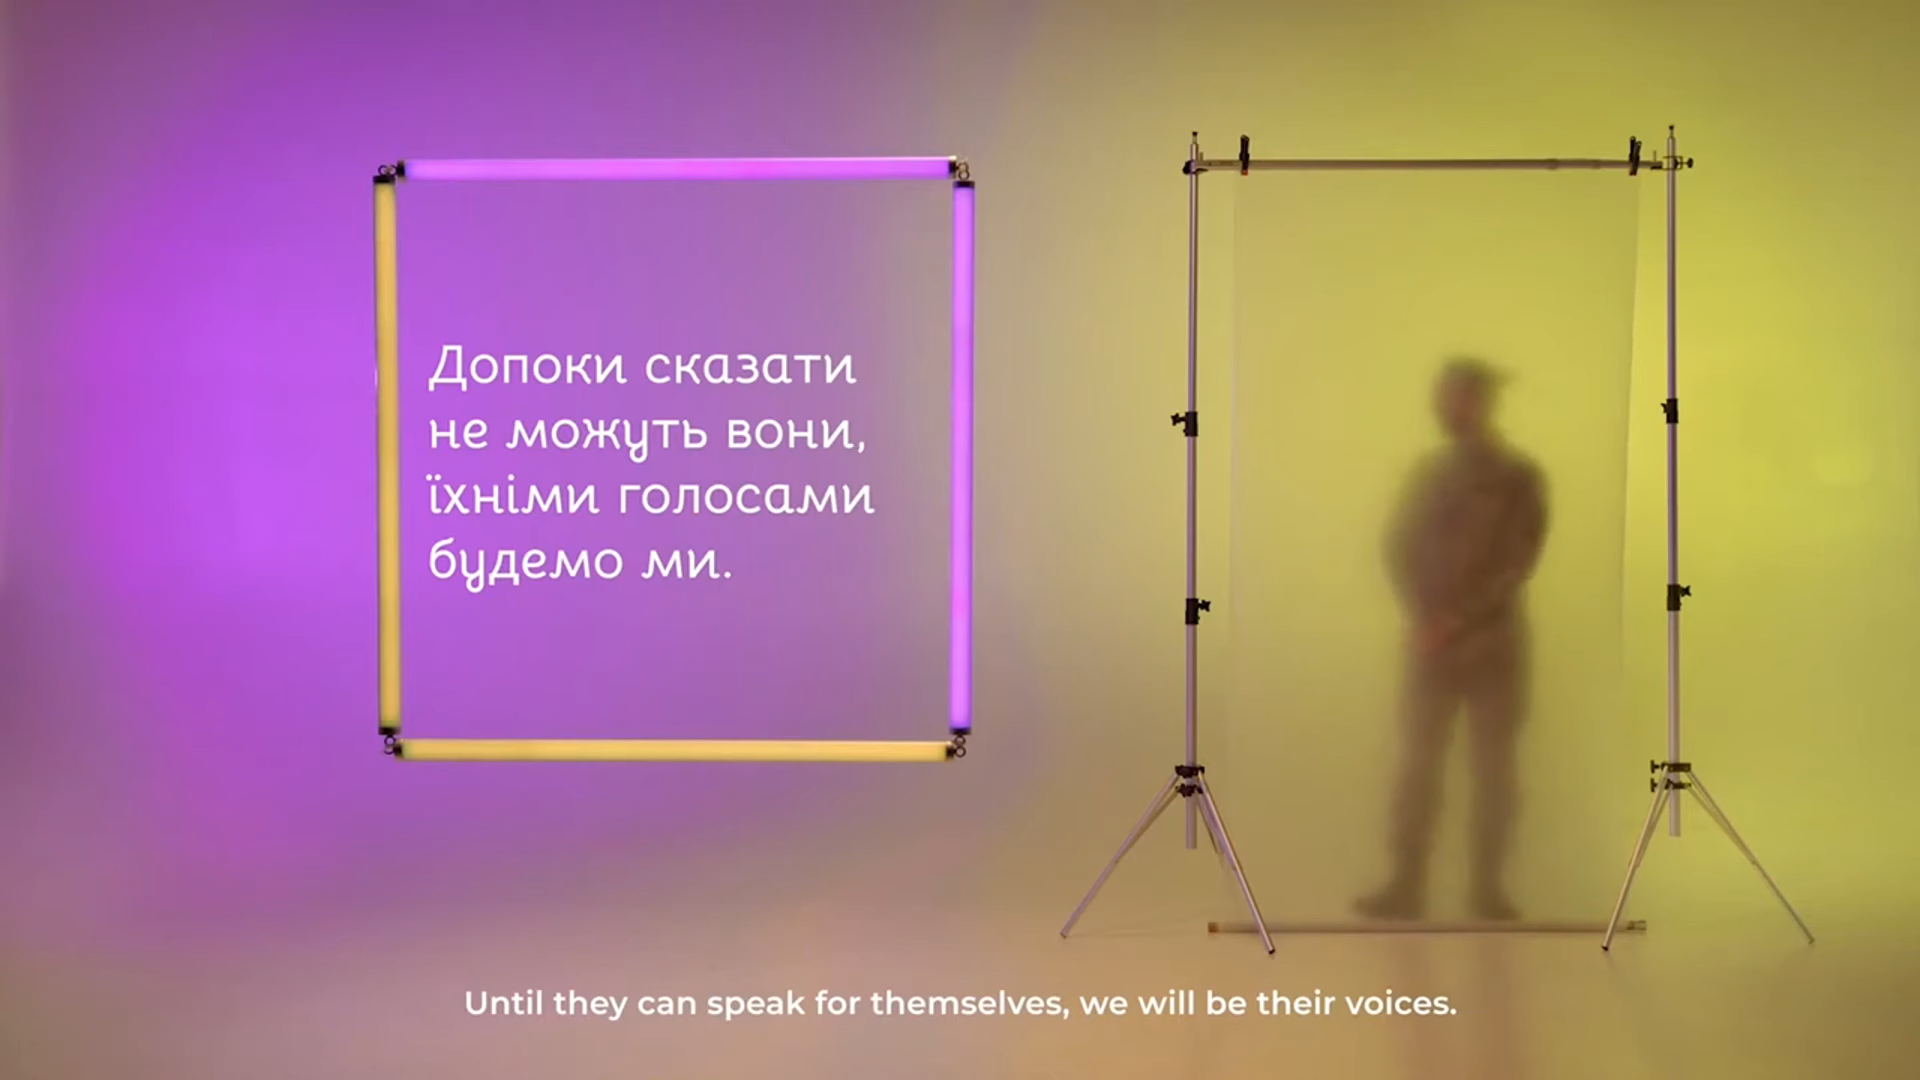 Допоки сказати
не можуть вони,
їхніми голосами
будемо ми.
Until they can speak for themselves, we will be their voices.